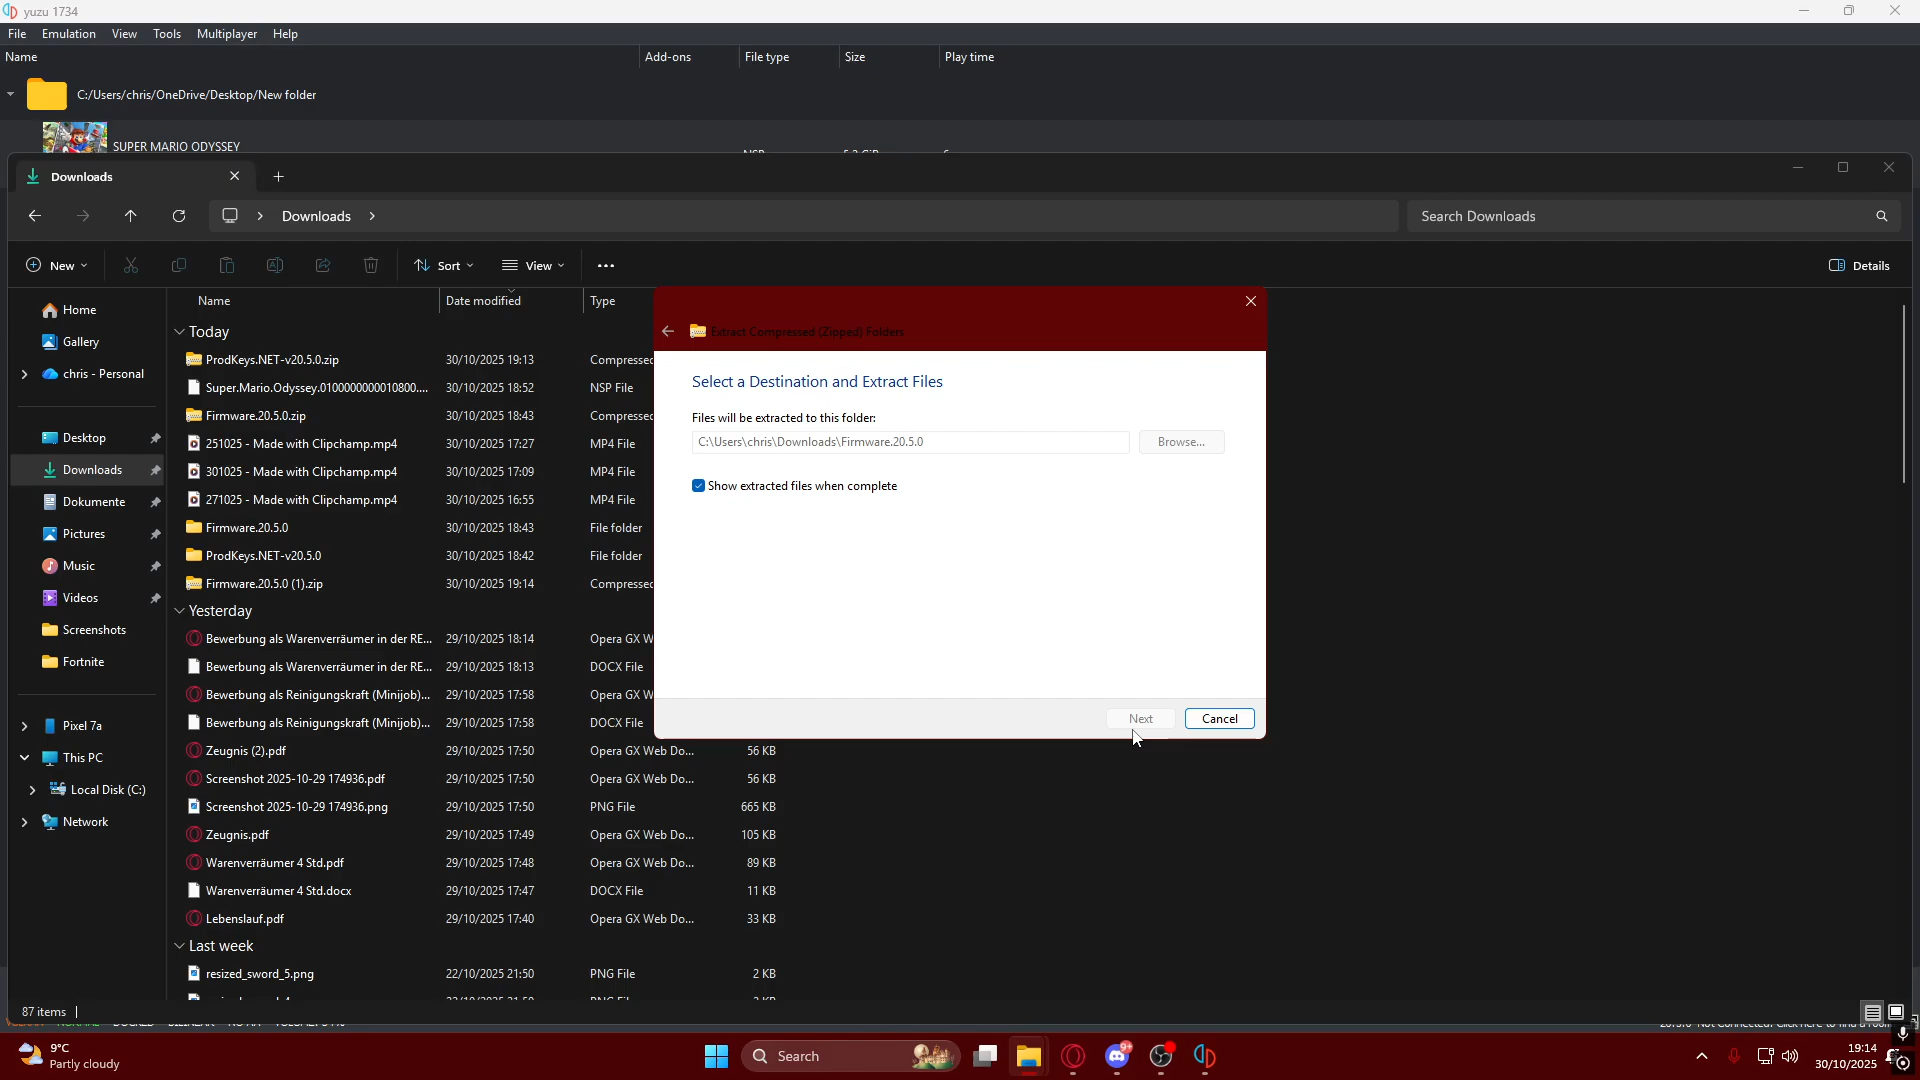 yuzu 1734
File Emulation View Tools Multiplayer Help
Name Add-ons File type Size Play time
C:/Users/chris/OneDrive/Desktop/New folder
SUPER MARIO ODYSSEY
Downloads
Downloads
Search Downloads
New Sort View Details
Name Date modified Type
Home
Gallery
chris - Personal
Desktop
Downloads
Dokumente
Pictures
Music
Videos
Screenshots
Fortnite
Pixel 7a
This PC
Local Disk (C:)
Network
Today
ProdKeys.NET-v20.5.0.zip 30/10/2025 19:13 Compressed
Super.Mario.Odyssey.0100000000010800.... 30/10/2025 18:52 NSP File
Firmware.20.5.0.zip 30/10/2025 18:43 Compressed
251025 - Made with Clipchamp.mp4 30/10/2025 17:27 MP4 File
301025 - Made with Clipchamp.mp4 30/10/2025 17:09 MP4 File
271025 - Made with Clipchamp.mp4 30/10/2025 16:55 MP4 File
Firmware.20.5.0 30/10/2025 18:43 File folder
ProdKeys.NET-v20.5.0 30/10/2025 18:42 File folder
Firmware.20.5.0 (1).zip 30/10/2025 19:14 Compressed
Yesterday
Bewerbung als Warenverräumer in der RE... 29/10/2025 18:14 Opera GX W
Bewerbung als Warenverräumer in der RE... 29/10/2025 18:13 DOCX File
Bewerbung als Reinigungskraft (Minijob)... 29/10/2025 17:58 Opera GX W
Bewerbung als Reinigungskraft (Minijob)... 29/10/2025 17:58 DOCX File
Zeugnis (2).pdf 29/10/2025 17:50 Opera GX Web Do... 56 KB
Screenshot 2025-10-29 174936.pdf 29/10/2025 17:50 Opera GX Web Do... 56 KB
Screenshot 2025-10-29 174936.png 29/10/2025 17:50 PNG File 665 KB
Zeugnis.pdf 29/10/2025 17:49 Opera GX Web Do... 105 KB
Warenverräumer 4 Std.pdf 29/10/2025 17:48 Opera GX Web Do... 89 KB
Warenverräumer 4 Std.docx 29/10/2025 17:47 DOCX File 11 KB
Lebenslauf.pdf 29/10/2025 17:40 Opera GX Web Do... 33 KB
Last week
resized_sword_5.png 22/10/2025 21:50 PNG File 2 KB
87 items
Extract Compressed (Zipped) Folders
Select a Destination and Extract Files
Files will be extracted to this folder:
C:\Users\chris\Downloads\Firmware.20.5.0 Browse...
Show extracted files when complete
Next Cancel
9°C
Partly cloudy
Search
9+
19:14
30/10/2025